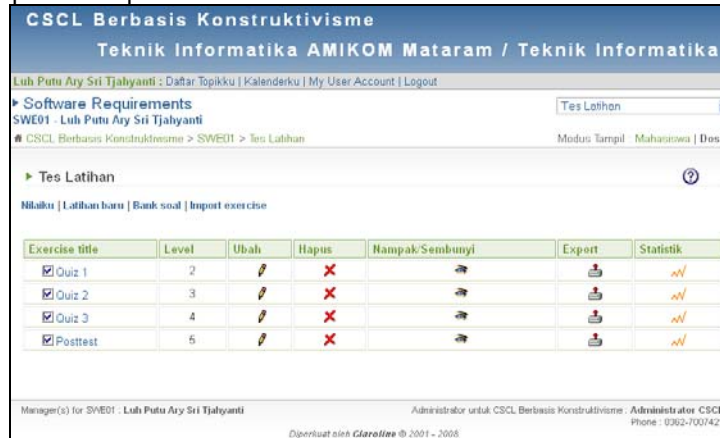 CSCL Berbasis Konstruktivisme
Teknik Informatika AMIKOM Mataram / Teknik Informatika
Luh Putu Ary Sri Tjahyanti : Daftar Topikku | Kalenderku | My User Account | Logout
Software Requirements
Tes Latihan
SWE01 - Luh Putu Ary Sri Tjahyanti
CSCL Berbasis Konstruktivisme > SWE01 > Tes Latihan
Modus Tampil : Mahasiswa | Dos
Tes Latihan
Nilaiku | Latihan baru | Bank soal | Import exercise
Exercise title Level Ubah Hapus Nampak/Sembunyi Export Statistik
Quiz 1 2
Quiz 2 3
Quiz 3 4
Posttest 5
Manager(s) for SWE01 : Luh Putu Ary Sri Tjahyanti
Administrator untuk CSCL Berbasis Konstruktivisme : Administrator CSCL
Phone : 0362-700742
Diperkuat oleh Claroline © 2001 - 2008